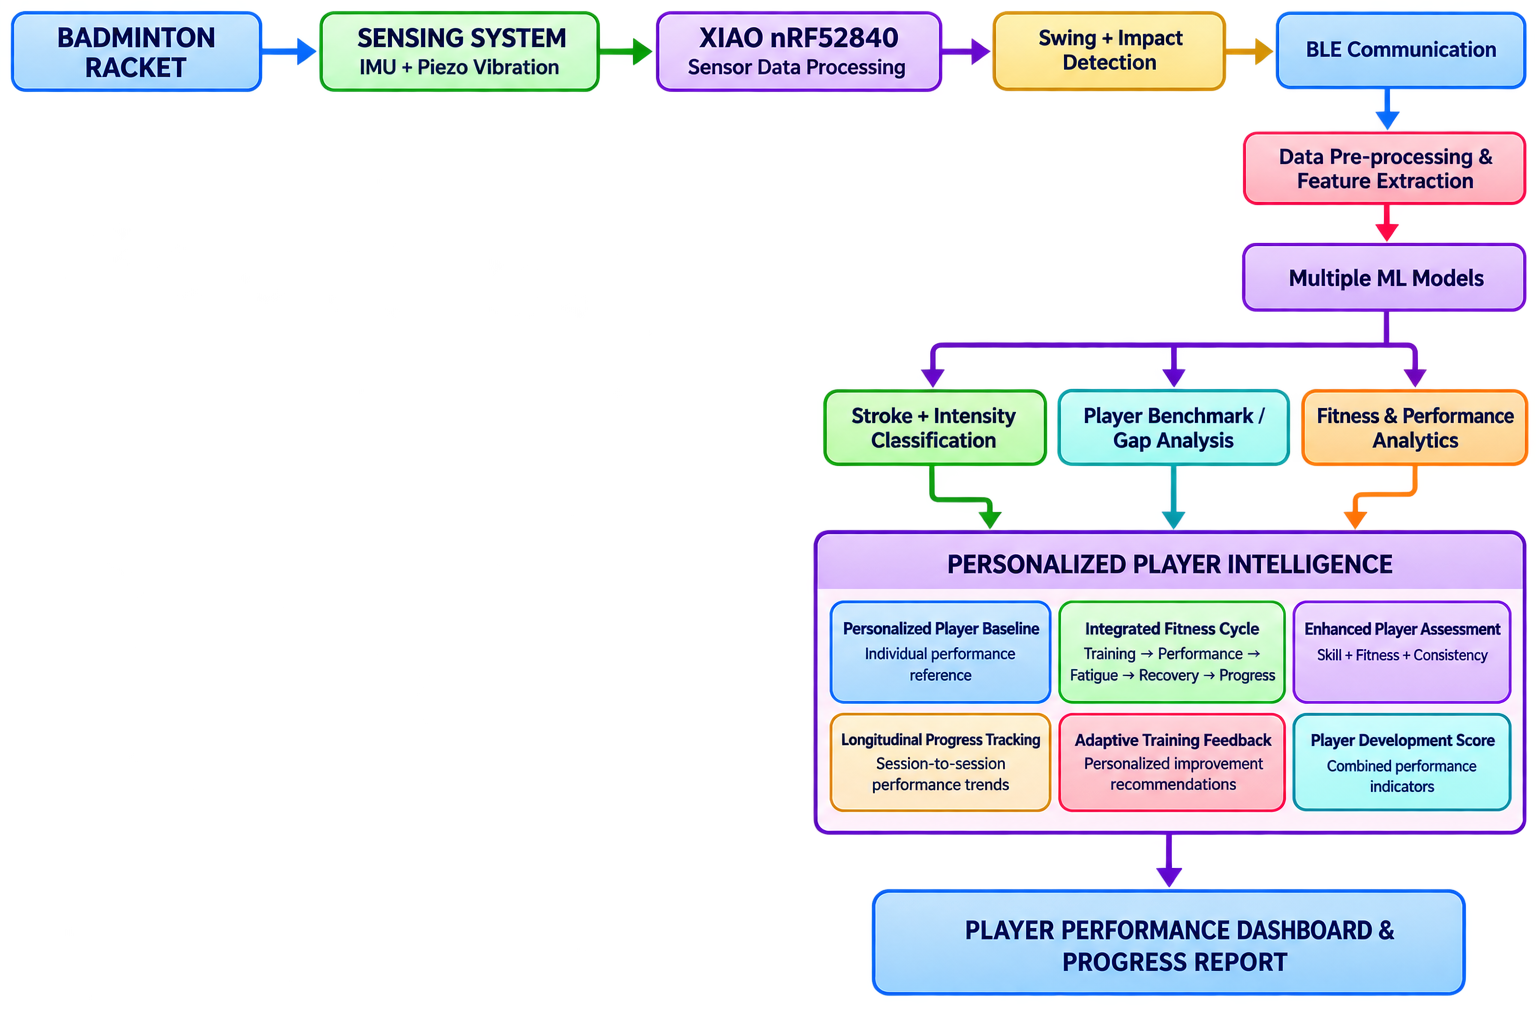 BADMINTON
RACKET
SENSING SYSTEM
IMU + Piezo Vibration
XIAO nRF52840
Sensor Data Processing
Swing + Impact
Detection
BLE Communication
Data Pre-processing &
Feature Extraction
Multiple ML Models
Stroke + Intensity
Classification
Player Benchmark /
Gap Analysis
Fitness & Performance
Analytics
PERSONALIZED PLAYER INTELLIGENCE
Personalized Player Baseline
Individual performance
reference
Integrated Fitness Cycle
Training → Performance →
Fatigue → Recovery → Progress
Enhanced Player Assessment
Skill + Fitness + Consistency
Longitudinal Progress Tracking
Session-to-session
performance trends
Adaptive Training Feedback
Personalized improvement
recommendations
Player Development Score
Combined performance
indicators
PLAYER PERFORMANCE DASHBOARD &
PROGRESS REPORT